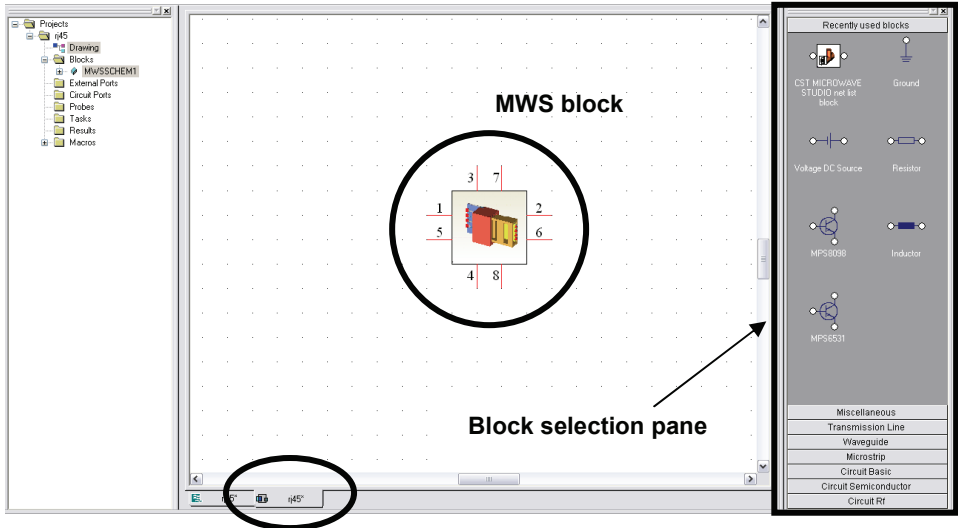 Projects
rj45
Drawing
Blocks
MWSSCHEM1
External Ports
Circuit Ports
Probes
Tasks
Results
Macros
MWS block
3 7
1 2
5 6
4 8
Block selection pane
rj45*
Recently used blocks
CST MICROWAVE
STUDIO net list
block
Ground
Voltage DC Source
Resistor
MPS8098
Inductor
MPS6531
Miscellaneous
Transmission Line
Waveguide
Microstrip
Circuit Basic
Circuit Semiconductor
Circuit Rf